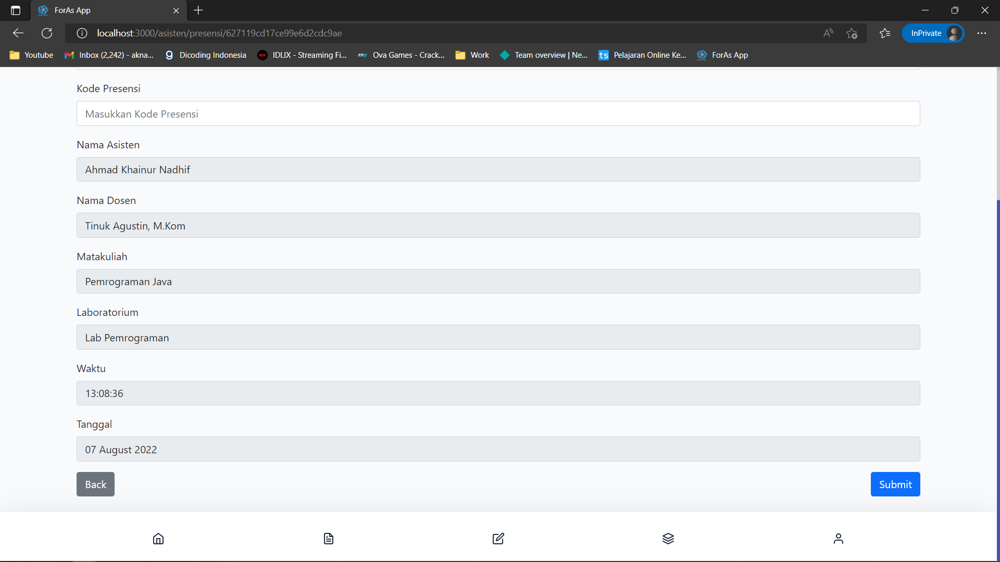 ForAs App
localhost:3000/asisten/presensi/627119cd17ce99e6d2cdc9ae
InPrivate
Youtube
Inbox (2,242) - akna...
Dicoding Indonesia
IDLIX - Streaming Fi...
Ova Games - Crack...
Work
Team overview | Ne...
ts
Pelajaran Online Ke...
ForAs App
Kode Presensi
Masukkan Kode Presensi
Nama Asisten
Ahmad Khainur Nadhif
Nama Dosen
Tinuk Agustin, M.Kom
Matakuliah
Pemrograman Java
Laboratorium
Lab Pemrograman
Waktu
13:08:36
Tanggal
07 August 2022
Back
Submit